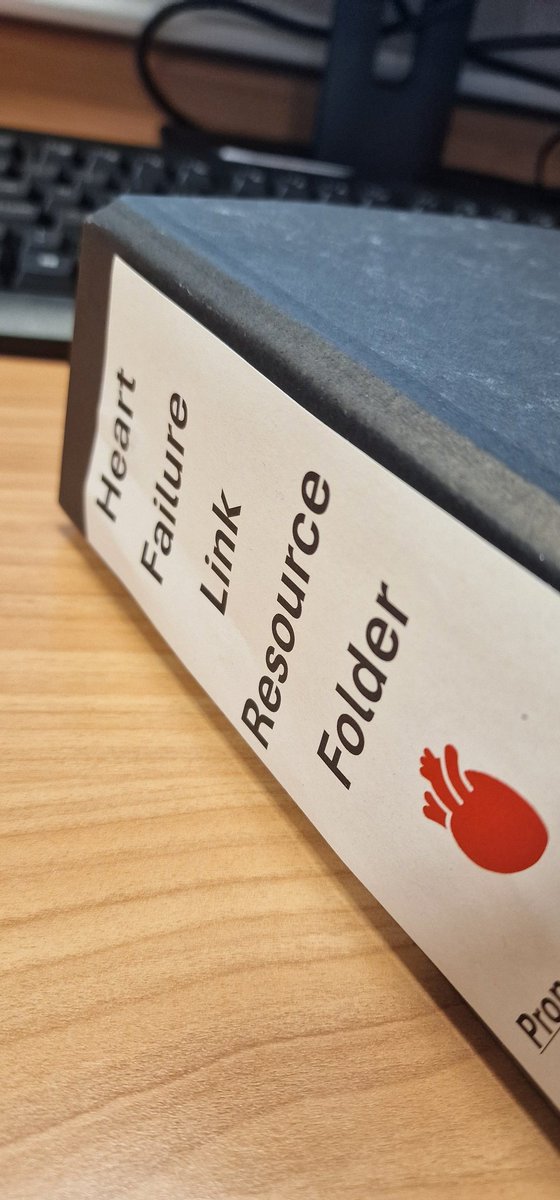 Heart
Failure
Link
Resource
Folder